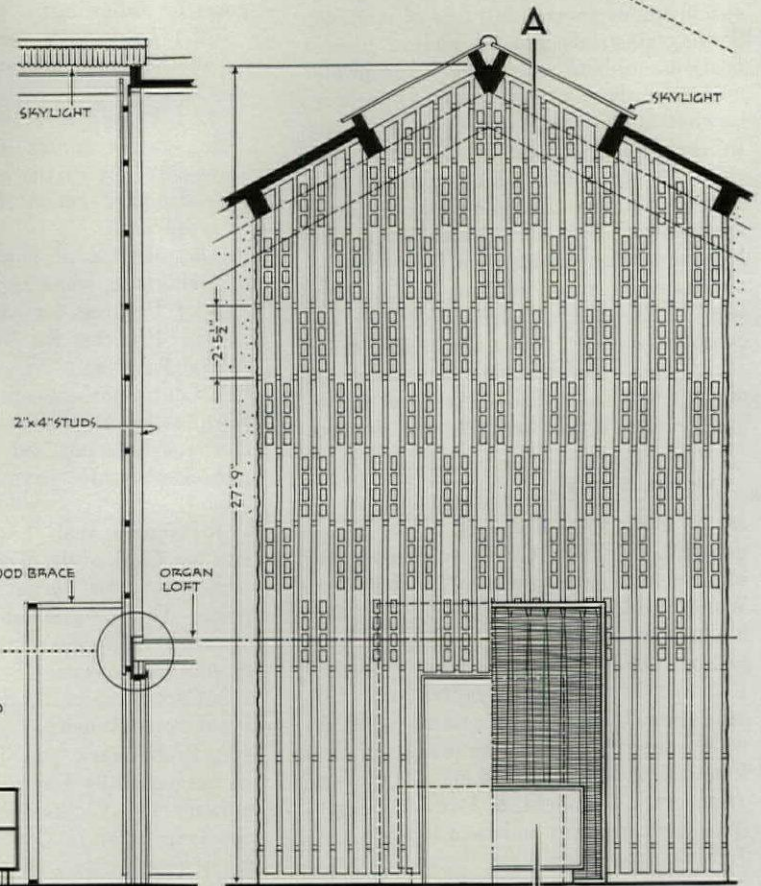 A
SKYLIGHT
SKYLIGHT
2'-5½"
2"x4" STUDS
27'-9"
OOD BRACE
ORGAN
LOFT